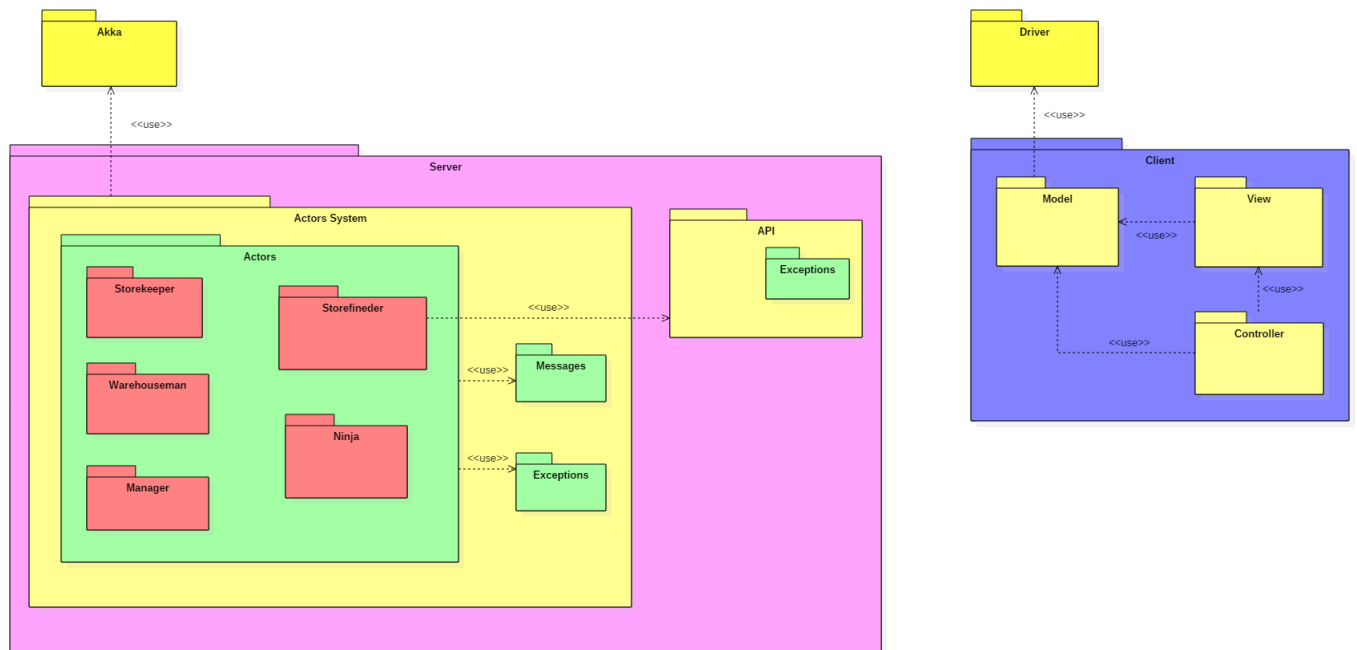 Akka
Driver
<<use>>
<<use>>
Server
Client
Actors System
Model
View
API
<<use>>
Actors
Exceptions
Storekeeper
Storefineder
<<use>>
<<use>>
Controller
<<use>>
Messages
<<use>>
Warehouseman
Ninja
<<use>>
Exceptions
Manager